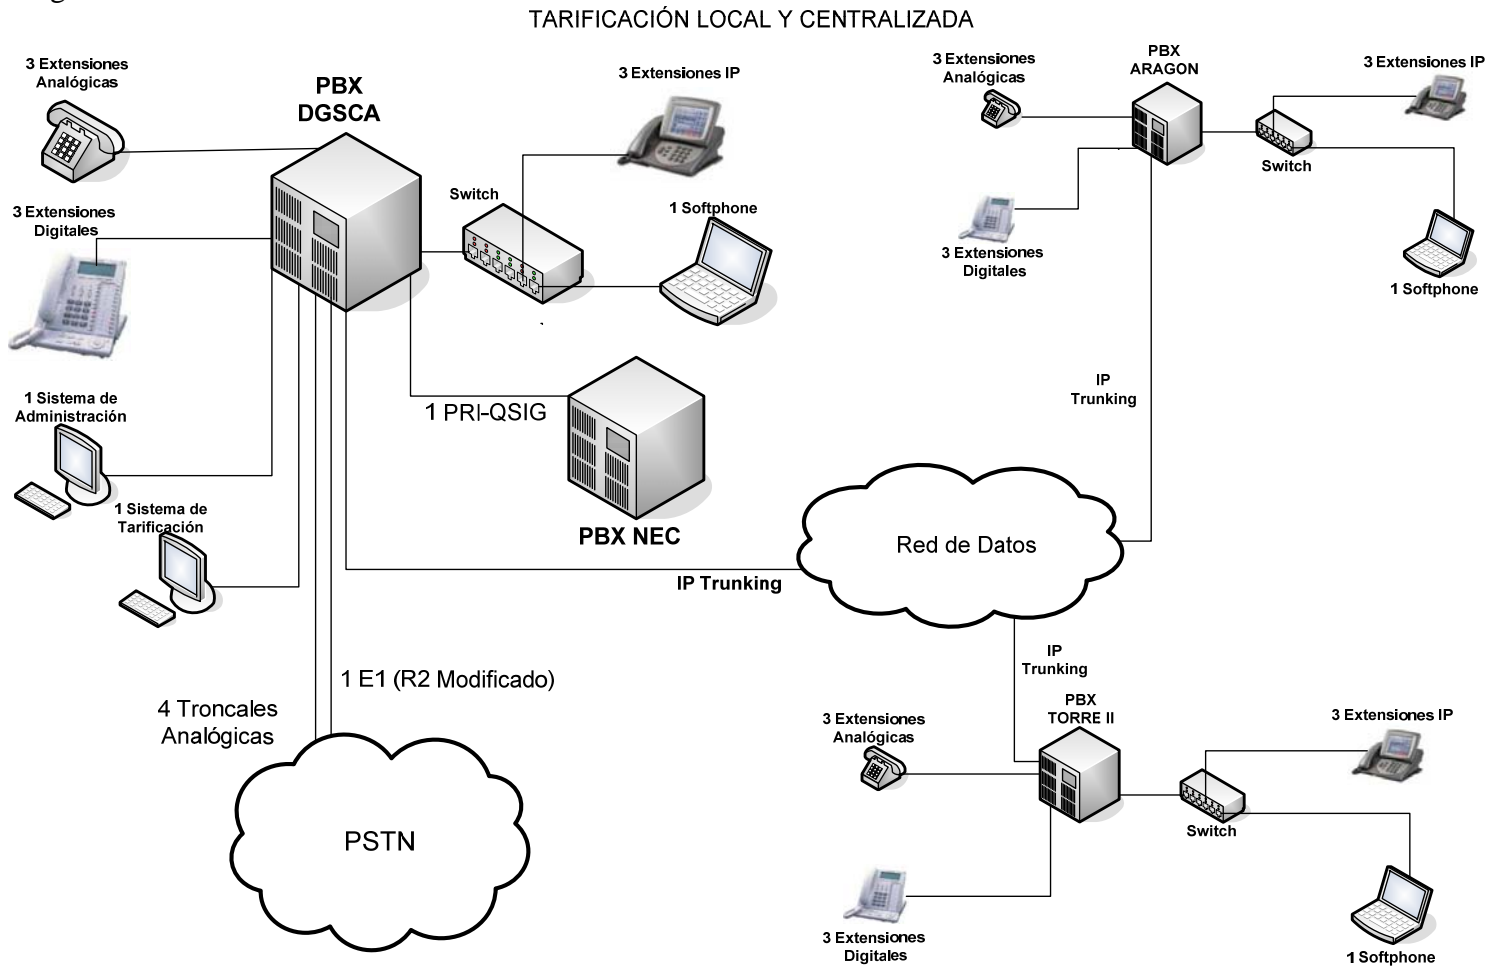 TARIFICACIÓN LOCAL Y CENTRALIZADA
3 Extensiones
Analógicas
PBX
DGSCA
3 Extensiones IP
Switch
1 Softphone
3 Extensiones
Digitales
1 Sistema de
Administración
1 Sistema de
Tarificación
1 PRI-QSIG
PBX NEC
IP Trunking
Red de Datos
1 E1 (R2 Modificado)
4 Troncales
Analógicas
PSTN
3 Extensiones
Analógicas
PBX
ARAGON
3 Extensiones IP
Switch
3 Extensiones
Digitales
1 Softphone
IP
Trunking
IP
Trunking
PBX
TORRE II
3 Extensiones
Analógicas
3 Extensiones IP
Switch
3 Extensiones
Digitales
1 Softphone